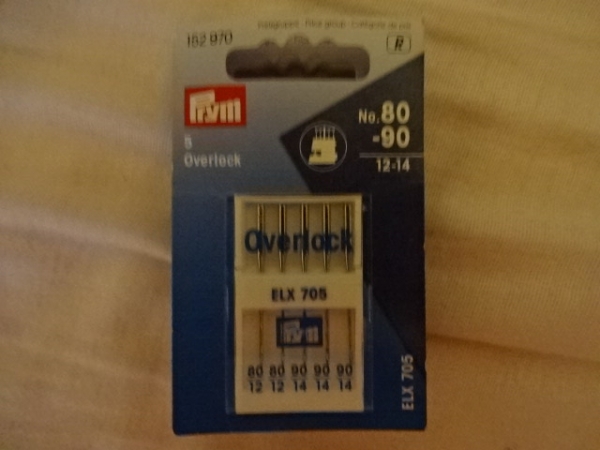 152 970
R
Prym
5
Overlock
No. 80
-90
12-14
Overlock
ELX 705
Prym
80 80 90 90 90
12 12 14 14 14
ELX 705